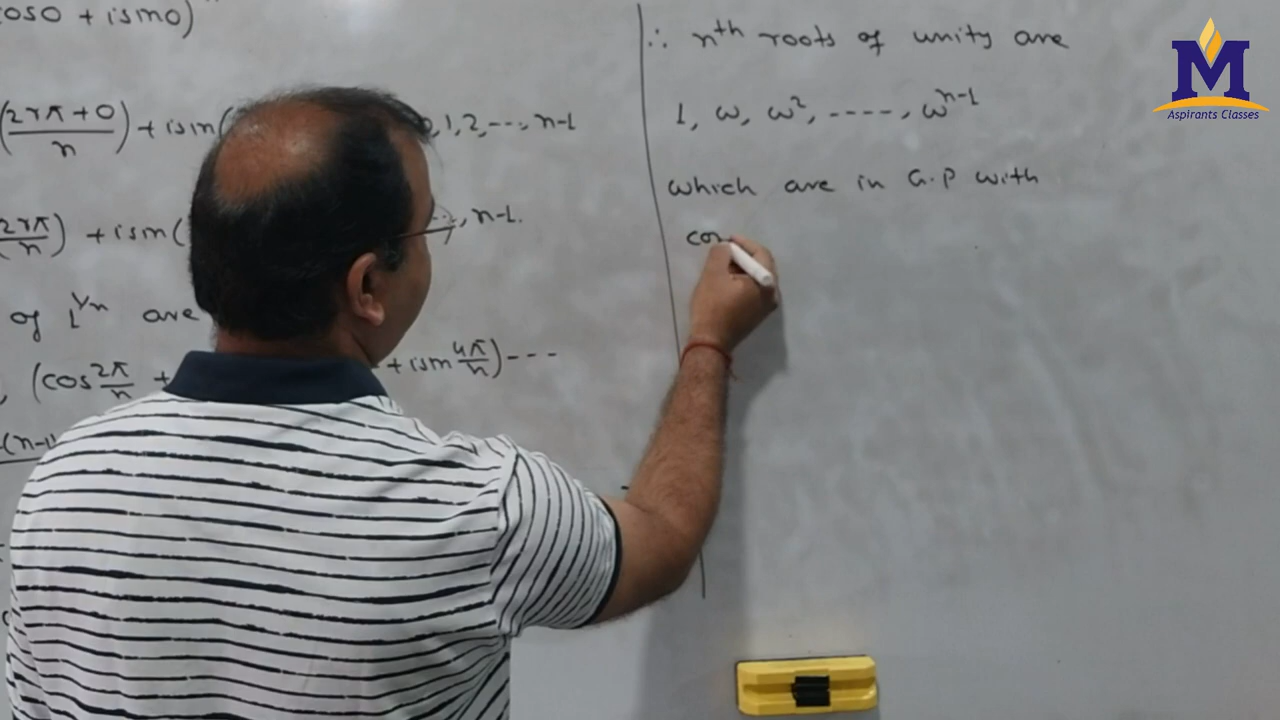 cos0 + isin0)
(2rπ+0/n) + isin( 0,1,2,---, n-1
2rπ/n) + isin( --, n-1.
of 1^1/n are
, (cos 2π/n + + isin 4π/n)---
(n-1)
∴ nth roots of unity are
1, ω, ω², ----, ω^n-1
which are in G.P with
com
M
Aspirants Classes